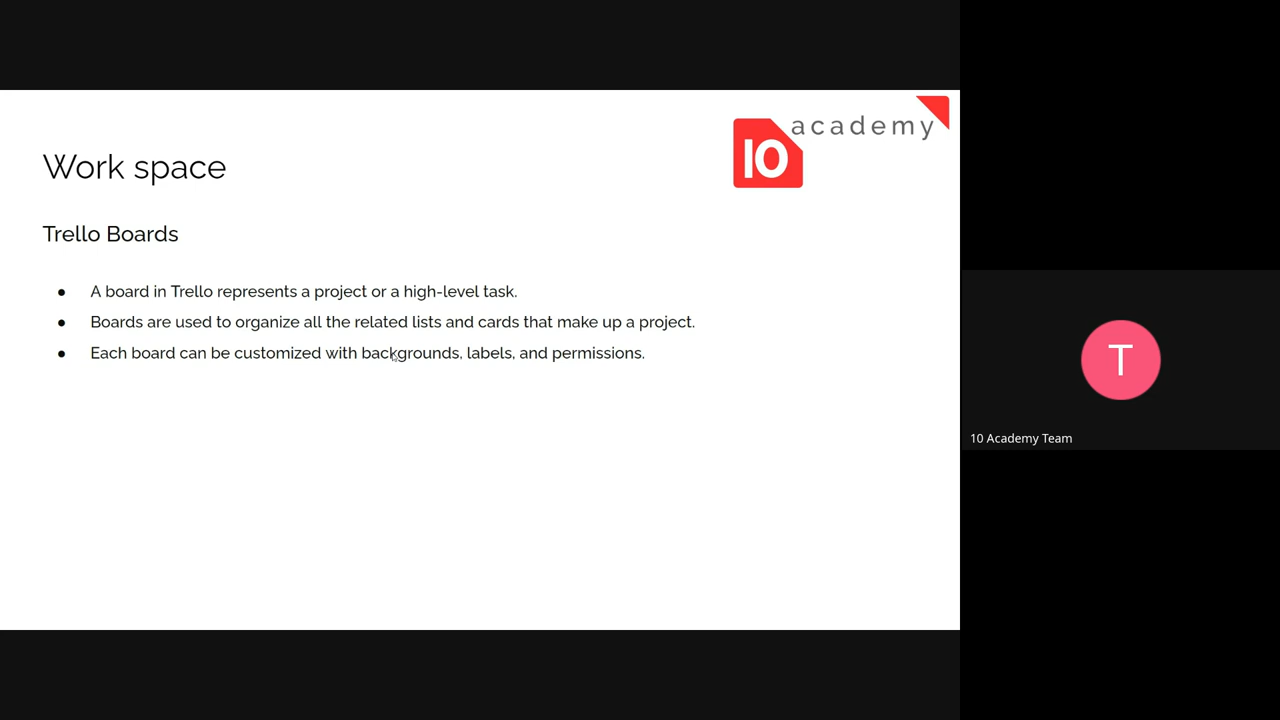 10 academy
Work space
Trello Boards
● A board in Trello represents a project or a high-level task.
● Boards are used to organize all the related lists and cards that make up a project.
● Each board can be customized with backgrounds, labels, and permissions.
T
10 Academy Team